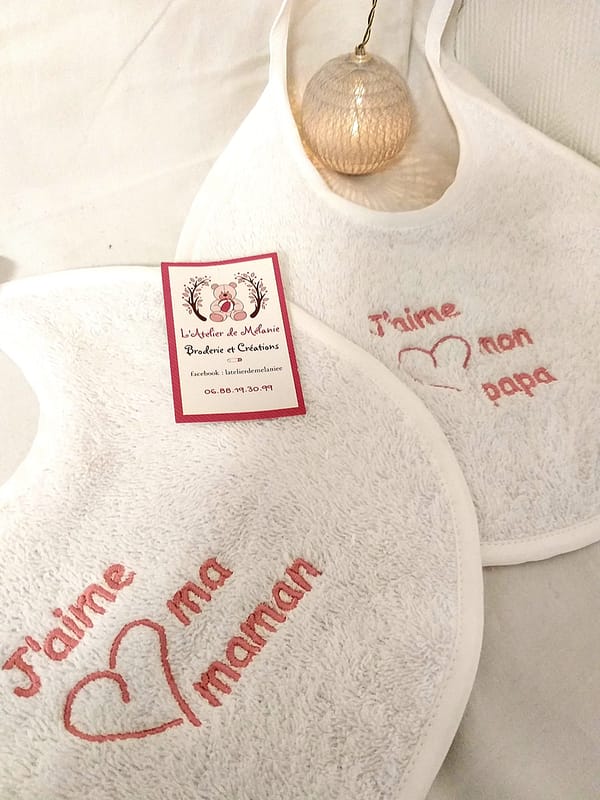 L'Atelier de Mélanie
Broderie et Créations
facebook : latelierdemelaniee
06.88.19.30.99
J'aime
mon
papa
J'aime
ma
maman